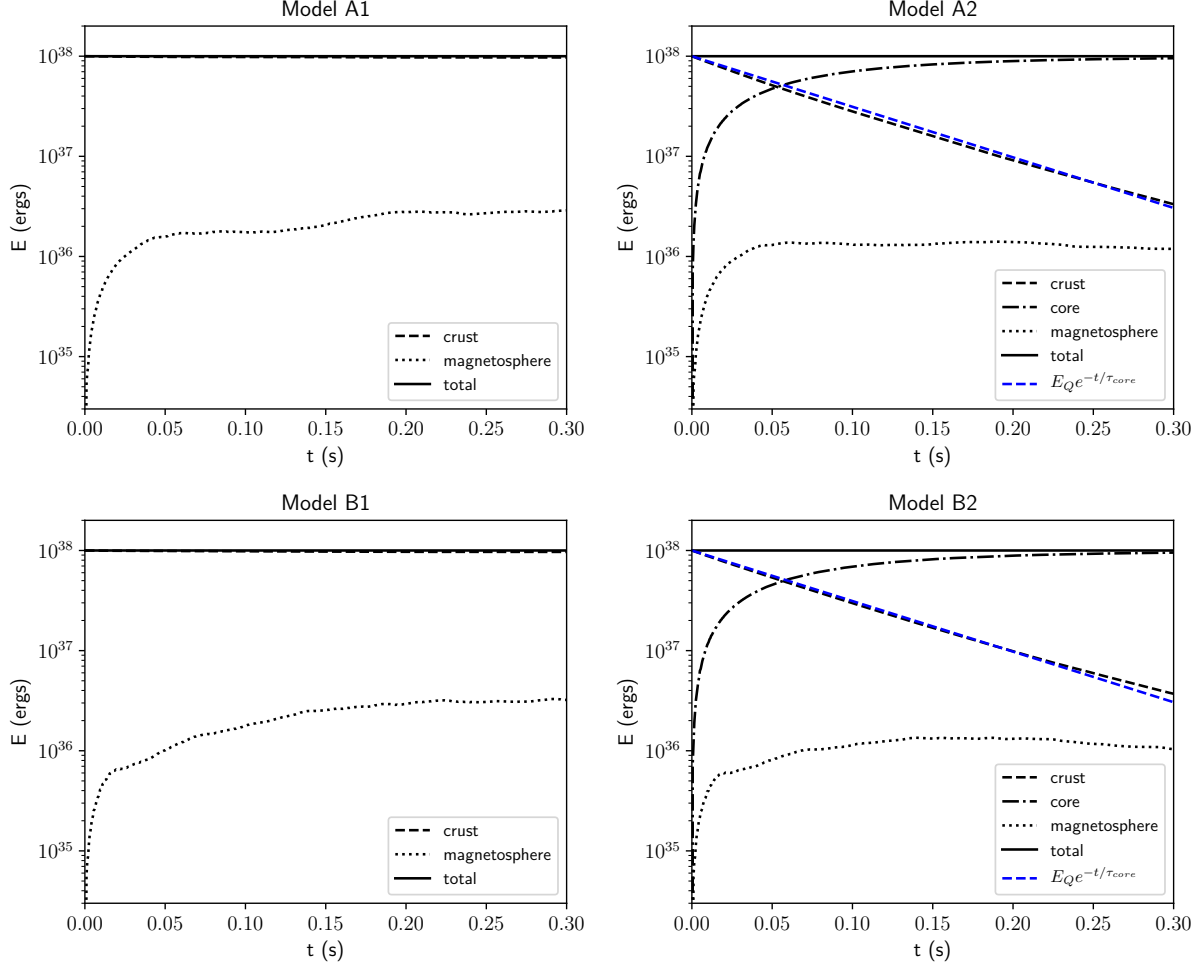 Model A1
E (ergs)
10^38
10^37
10^36
10^35
crust
magnetosphere
total
0.00 0.05 0.10 0.15 0.20 0.25 0.30
t (s)
Model A2
E (ergs)
10^38
10^37
10^36
10^35
crust
core
magnetosphere
total
E_Q e^{-t/τ_core}
0.00 0.05 0.10 0.15 0.20 0.25 0.30
t (s)
Model B1
E (ergs)
10^38
10^37
10^36
10^35
crust
magnetosphere
total
0.00 0.05 0.10 0.15 0.20 0.25 0.30
t (s)
Model B2
E (ergs)
10^38
10^37
10^36
10^35
crust
core
magnetosphere
total
E_Q e^{-t/τ_core}
0.00 0.05 0.10 0.15 0.20 0.25 0.30
t (s)